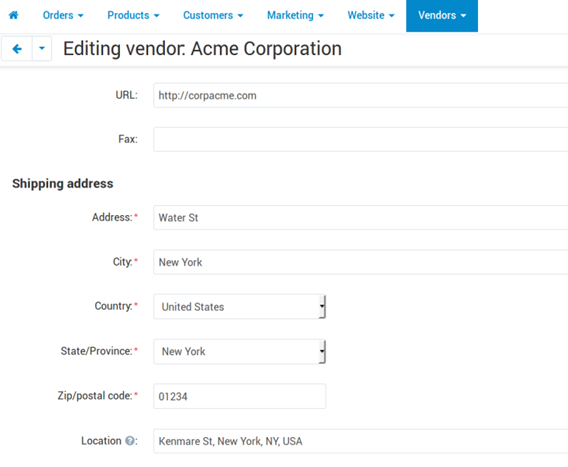 Orders Products Customers Marketing Website Vendors
Editing vendor: Acme Corporation
URL: http://corpacme.com
Fax:
Shipping address
Address:* Water St
City:* New York
Country:* United States
State/Province:* New York
Zip/postal code:* 01234
Location ?: Kenmare St, New York, NY, USA